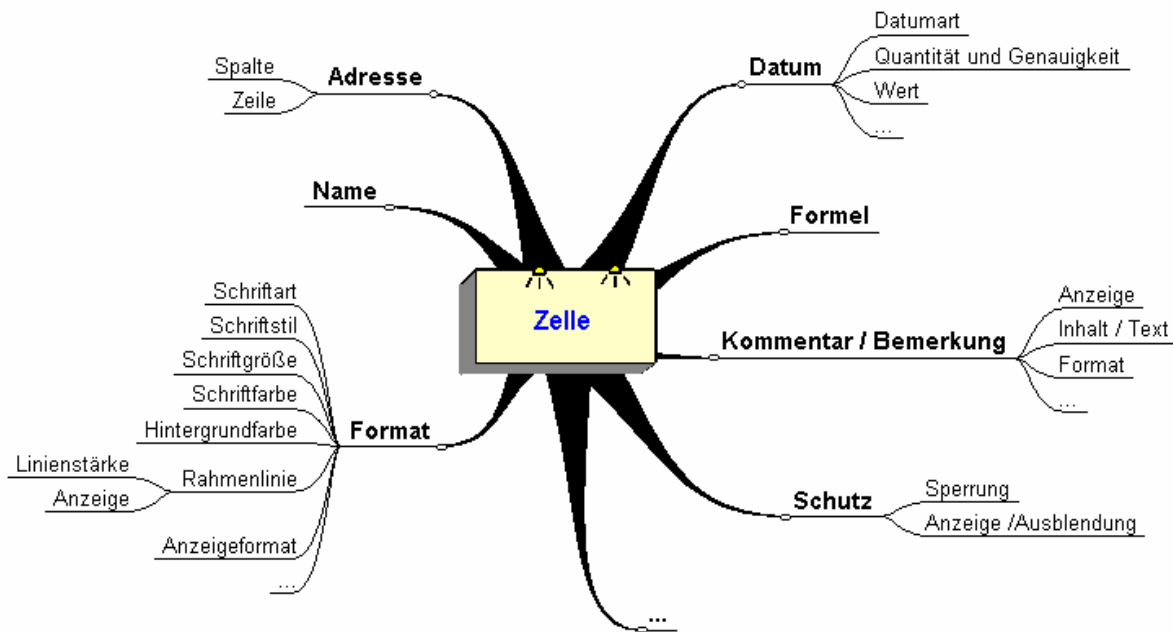 Zelle
Adresse
Spalte
Zeile
Name
Format
Schriftart
Schriftstil
Schriftgröße
Schriftfarbe
Hintergrundfarbe
Rahmenlinie
Linienstärke
Anzeige
Anzeigeformat
...
Datum
Datumart
Quantität und Genauigkeit
Wert
...
Formel
Kommentar / Bemerkung
Anzeige
Inhalt / Text
Format
...
Schutz
Sperrung
Anzeige /Ausblendung
...